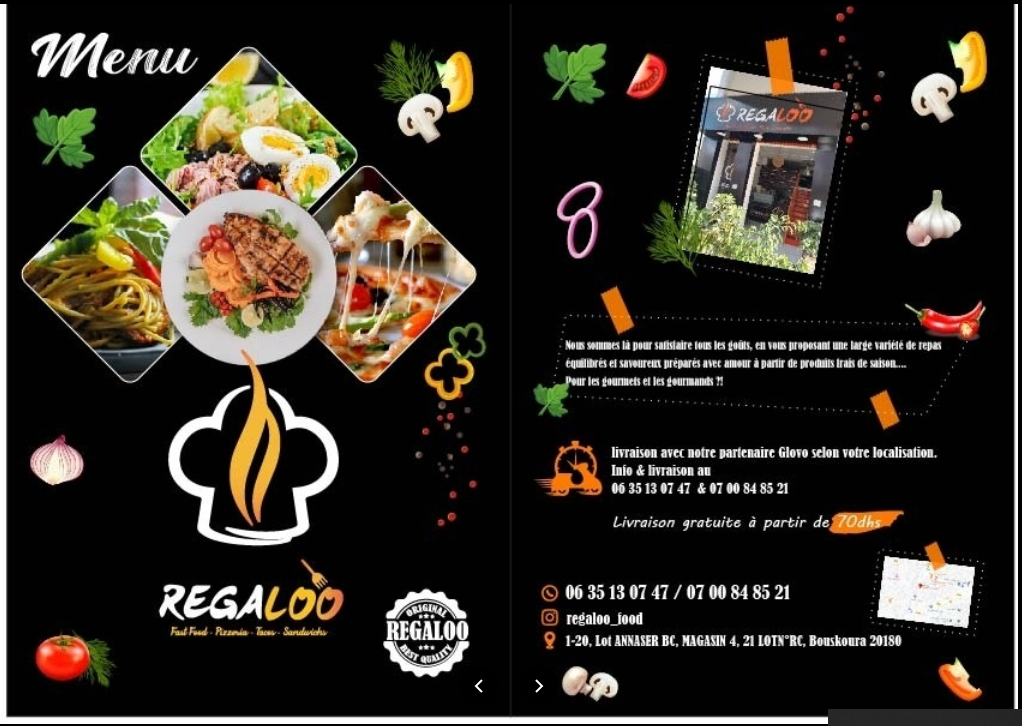 Menu
REGALOO
Fast Food - Pizzeria - Tacos - Sandwichs
ORIGINAL
REGALOO
BEST QUALITY
REGALOO
Nous sommes là pour satisfaire tous les goûts, en vous proposant une large variété de repas
équilibrés et savoureux préparés avec amour à partir de produits frais de saison....
Pour les gourmets et les gourmands ?!
livraison avec notre partenaire Glovo selon votre localisation.
Info & livraison au
06 35 13 07 47 & 07 00 84 85 21
Livraison gratuite à partir de 70dhs
06 35 13 07 47 / 07 00 84 85 21
regaloo_food
1-20, Lot ANNASER BC, MAGASIN 4, 21 LOTN°RC, Bouskoura 20180